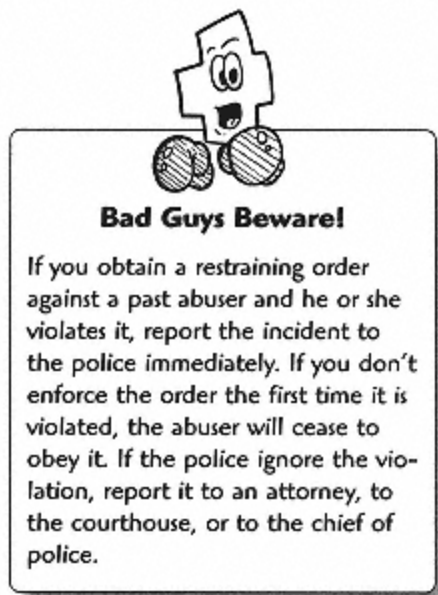 Bad Guys Beware!
If you obtain a restraining order
against a past abuser and he or she
violates it, report the incident to
the police immediately. If you don't
enforce the order the first time it is
violated, the abuser will cease to
obey it. If the police ignore the vio-
lation, report it to an attorney, to
the courthouse, or to the chief of
police.